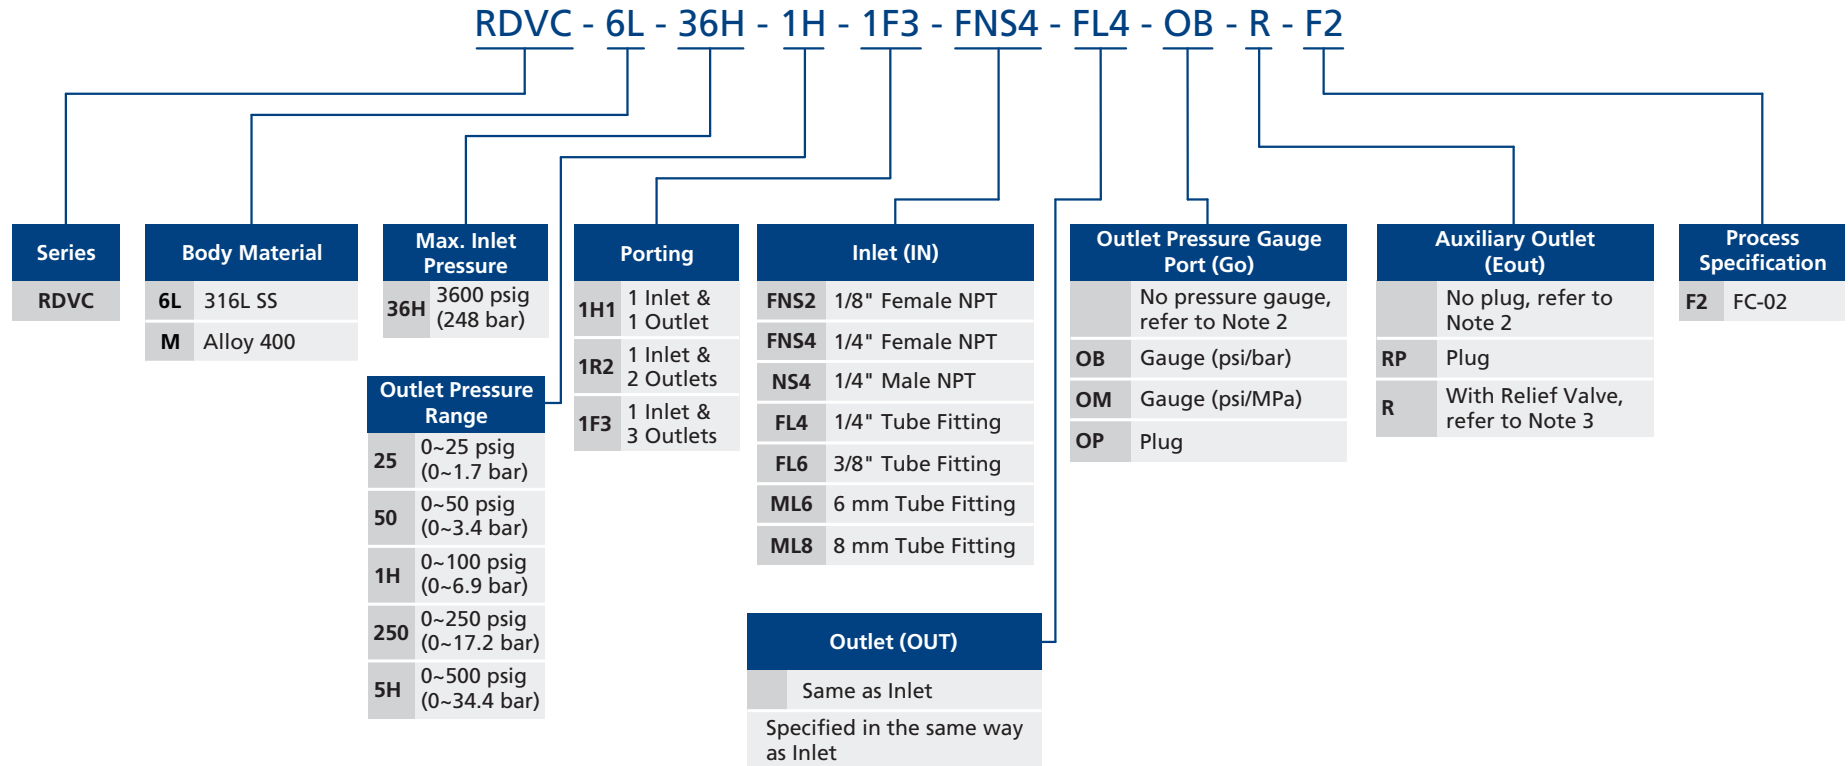 RDVC - 6L - 36H - 1H - 1F3 - FNS4 - FL4 - OB - R - F2
Series
RDVC
Body Material
6L 316L SS
M Alloy 400
Max. Inlet
Pressure
36H 3600 psig
(248 bar)
Outlet Pressure
Range
25 0~25 psig
(0~1.7 bar)
50 0~50 psig
(0~3.4 bar)
1H 0~100 psig
(0~6.9 bar)
250 0~250 psig
(0~17.2 bar)
5H 0~500 psig
(0~34.4 bar)
Porting
1H1 1 Inlet &
1 Outlet
1R2 1 Inlet &
2 Outlets
1F3 1 Inlet &
3 Outlets
Inlet (IN)
FNS2 1/8" Female NPT
FNS4 1/4" Female NPT
NS4 1/4" Male NPT
FL4 1/4" Tube Fitting
FL6 3/8" Tube Fitting
ML6 6 mm Tube Fitting
ML8 8 mm Tube Fitting
Outlet (OUT)
Same as Inlet
Specified in the same way
as Inlet
Outlet Pressure Gauge
Port (Go)
No pressure gauge,
refer to Note 2
OB Gauge (psi/bar)
OM Gauge (psi/MPa)
OP Plug
Auxiliary Outlet
(Eout)
No plug, refer to
Note 2
RP Plug
R With Relief Valve,
refer to Note 3
Process
Specification
F2 FC-02